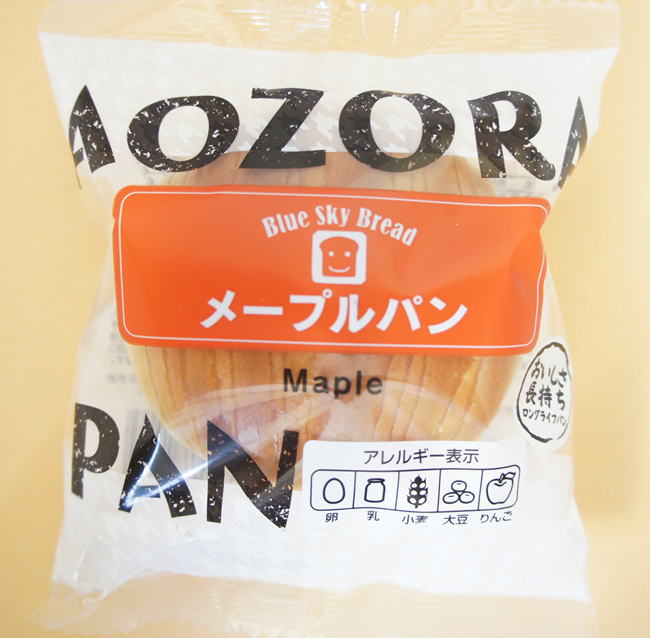 AOZORA
Blue Sky Bread
メープルパン
Maple
おいしさ
長持ち
ロングライフパン
PAN
アレルギー表示
卵 乳 小麦 大豆 りんご